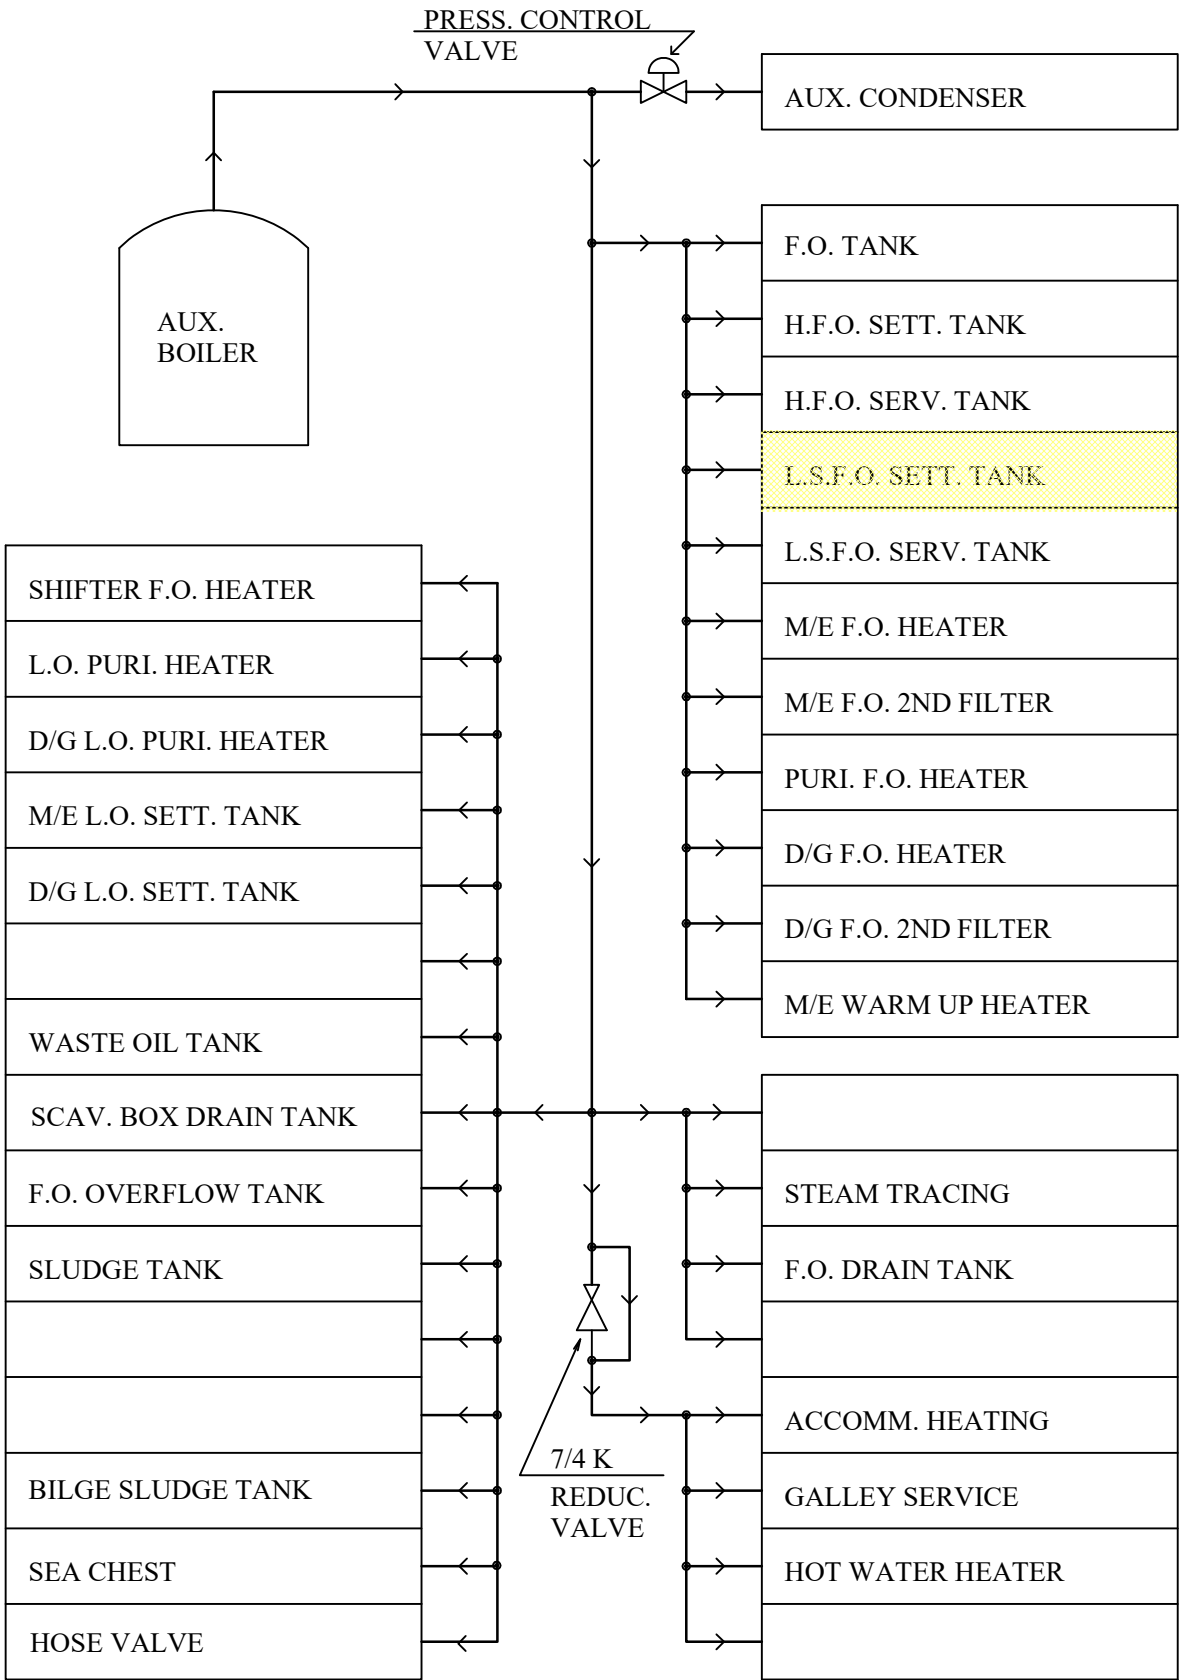 PRESS. CONTROL
VALVE
AUX. CONDENSER
AUX.
BOILER
F.O. TANK
H.F.O. SETT. TANK
H.F.O. SERV. TANK
L.S.F.O. SETT. TANK
L.S.F.O. SERV. TANK
M/E F.O. HEATER
M/E F.O. 2ND FILTER
PURI. F.O. HEATER
D/G F.O. HEATER
D/G F.O. 2ND FILTER
M/E WARM UP HEATER
SHIFTER F.O. HEATER
L.O. PURI. HEATER
D/G L.O. PURI. HEATER
M/E L.O. SETT. TANK
D/G L.O. SETT. TANK
WASTE OIL TANK
SCAV. BOX DRAIN TANK
F.O. OVERFLOW TANK
SLUDGE TANK
BILGE SLUDGE TANK
SEA CHEST
HOSE VALVE
7/4 K
REDUC.
VALVE
STEAM TRACING
F.O. DRAIN TANK
ACCOMM. HEATING
GALLEY SERVICE
HOT WATER HEATER